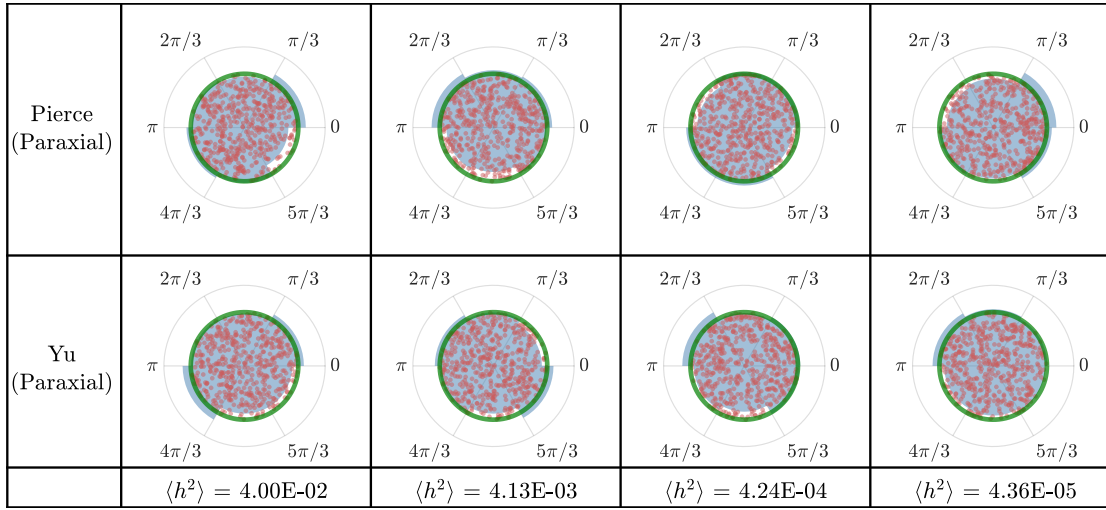 2π/3 π/3 2π/3 π/3 2π/3 π/3 2π/3 π/3
Pierce
(Paraxial)
π 0 π 0 π 0 π 0
4π/3 5π/3 4π/3 5π/3 4π/3 5π/3 4π/3 5π/3
2π/3 π/3 2π/3 π/3 2π/3 π/3 2π/3 π/3
Yu
(Paraxial)
π 0 π 0 π 0 π 0
4π/3 5π/3 4π/3 5π/3 4π/3 5π/3 4π/3 5π/3
⟨h²⟩ = 4.00E-02 ⟨h²⟩ = 4.13E-03 ⟨h²⟩ = 4.24E-04 ⟨h²⟩ = 4.36E-05